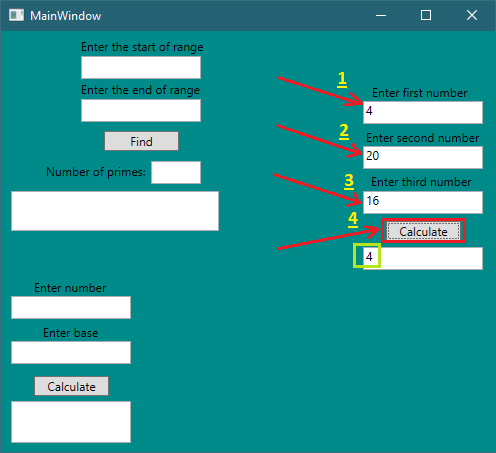 MainWindow
Enter the start of range
Enter the end of range
Find
Number of primes:
1
Enter first number
4
2
Enter second number
20
3
Enter third number
16
4
Calculate
4
Enter number
Enter base
Calculate